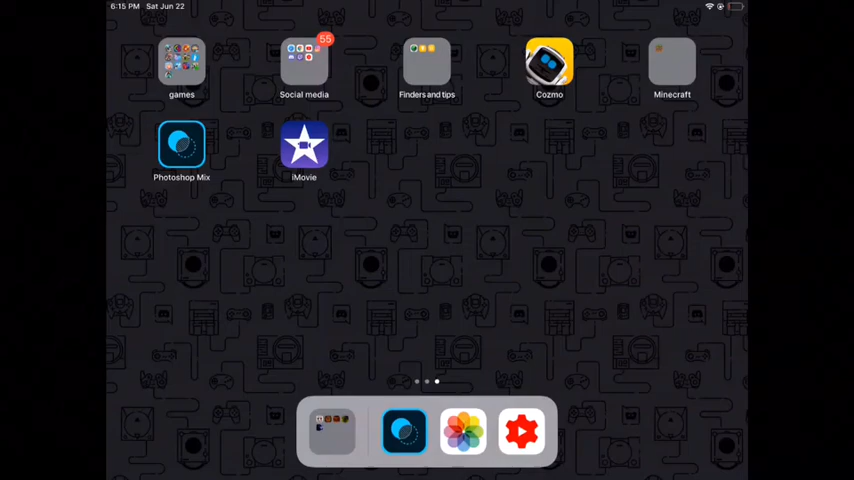 6:15 PM Sat Jun 22
55
games
Social media
Finders and tips
Cozmo
Minecraft
Photoshop Mix
iMovie